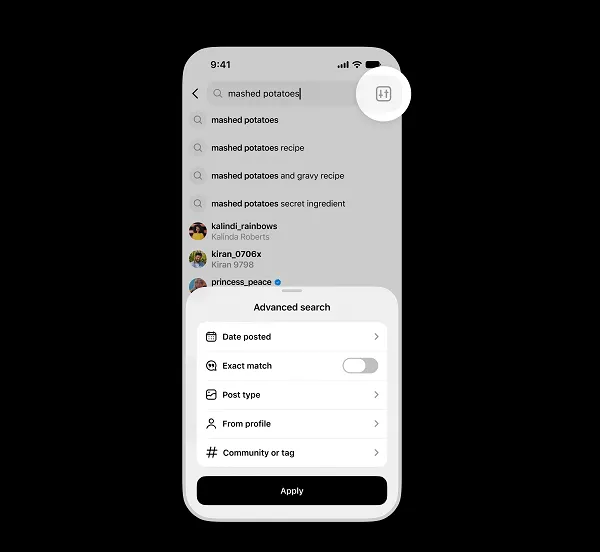 9:41
mashed potatoes
mashed potatoes
mashed potatoes recipe
mashed potatoes and gravy recipe
mashed potatoes secret ingredient
kalindi_rainbows
Kalinda Roberts
kiran_0706x
Kiran 9798
princess_peace
Advanced search
Date posted
Exact match
Post type
From profile
Community or tag
Apply